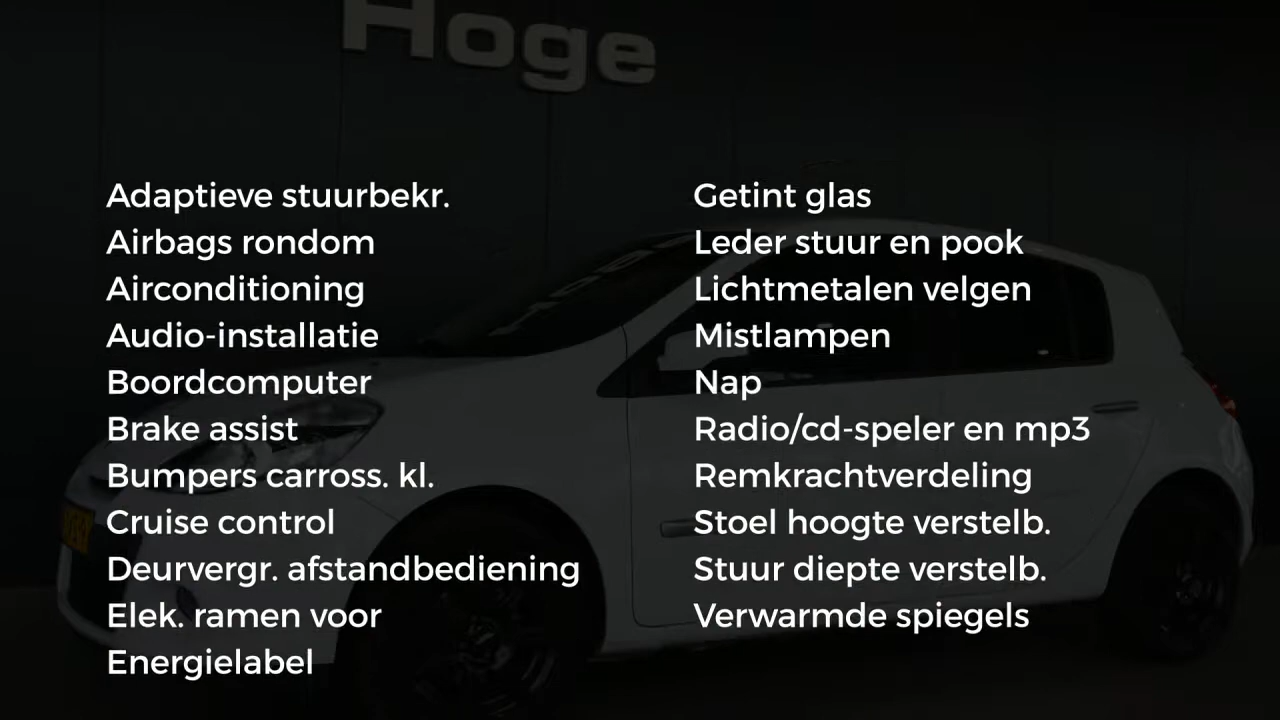 Hoge
Adaptieve stuurbekr.
Airbags rondom
Airconditioning
Audio-installatie
Boordcomputer
Brake assist
Bumpers carross. kl.
Cruise control
Deurvergr. afstandbediening
Elek. ramen voor
Energielabel
Getint glas
Leder stuur en pook
Lichtmetalen velgen
Mistlampen
Nap
Radio/cd-speler en mp3
Remkrachtverdeling
Stoel hoogte verstelb.
Stuur diepte verstelb.
Verwarmde spiegels